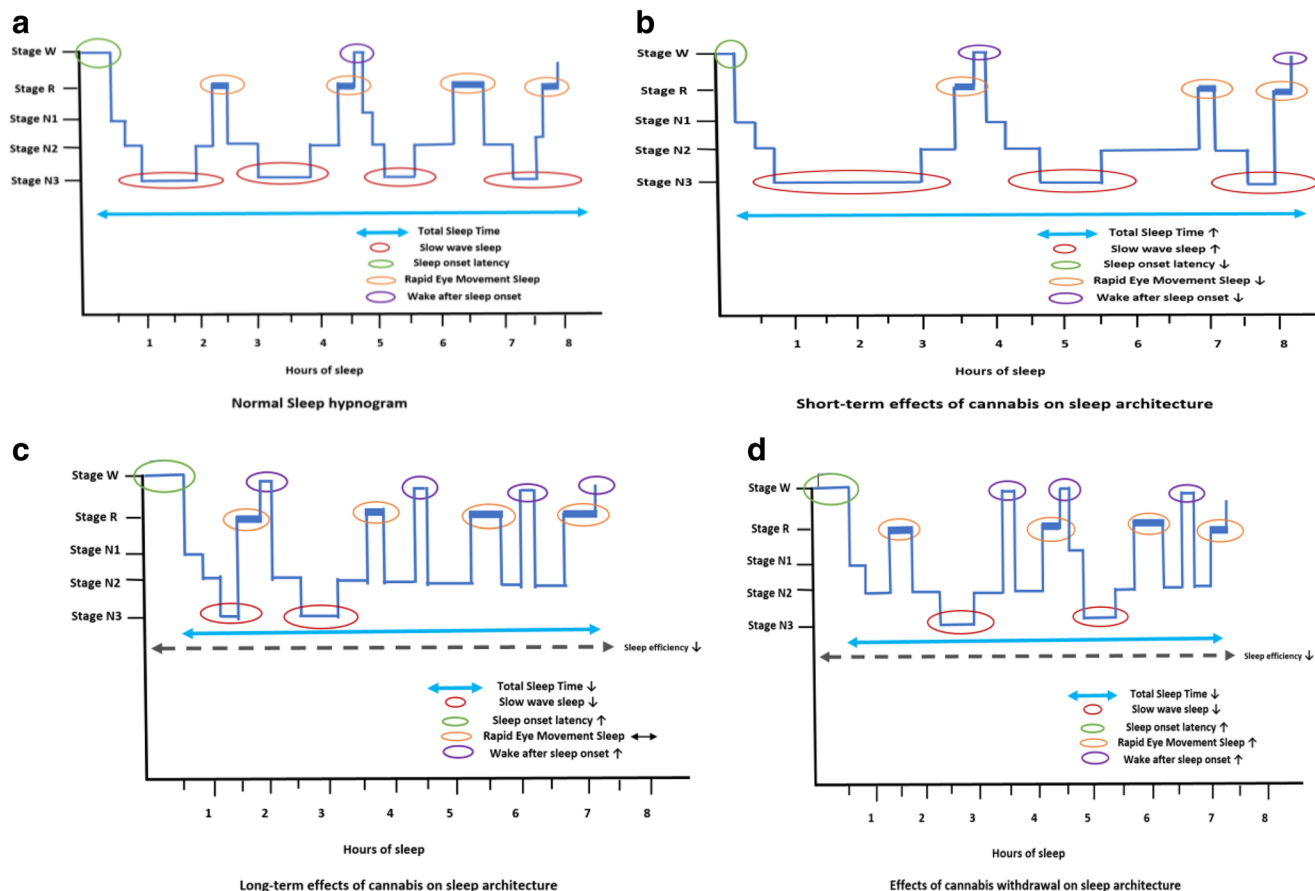 a
Stage W
Stage R
Stage N1
Stage N2
Stage N3
Total Sleep Time
Slow wave sleep
Sleep onset latency
Rapid Eye Movement Sleep
Wake after sleep onset
1 2 3 4 5 6 7 8
Hours of sleep
Normal Sleep hypnogram
b
Stage W
Stage R
Stage N1
Stage N2
Stage N3
Total Sleep Time ↑
Slow wave sleep ↑
Sleep onset latency ↓
Rapid Eye Movement Sleep ↓
Wake after sleep onset ↓
1 2 3 4 5 6 7 8
Hours of sleep
Short-term effects of cannabis on sleep architecture
c
Stage W
Stage R
Stage N1
Stage N2
Stage N3
Sleep efficiency ↓
Total Sleep Time ↓
Slow wave sleep ↓
Sleep onset latency ↑
Rapid Eye Movement Sleep ↔
Wake after sleep onset ↑
1 2 3 4 5 6 7 8
Hours of sleep
Long-term effects of cannabis on sleep architecture
d
Stage W
Stage R
Stage N1
Stage N2
Stage N3
Sleep efficiency ↓
Total Sleep Time ↓
Slow wave sleep ↓
Sleep onset latency ↑
Rapid Eye Movement Sleep ↑
Wake after sleep onset ↑
1 2 3 4 5 6 7 8
Hours of sleep
Effects of cannabis withdrawal on sleep architecture